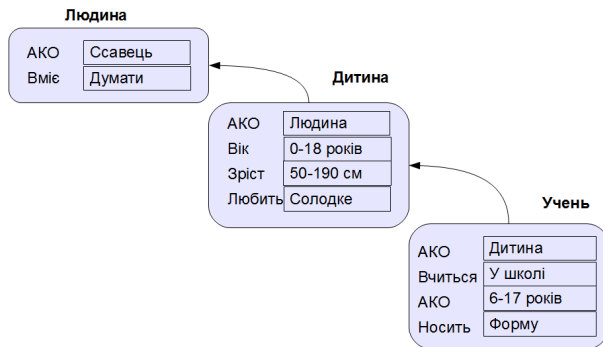 Людина
АКО Ссавець
Вміє Думати
Дитина
АКО Людина
Вік 0-18 років
Зріст 50-190 см
Любить Солодке
Учень
АКО Дитина
Вчиться У школі
АКО 6-17 років
Носить Форму